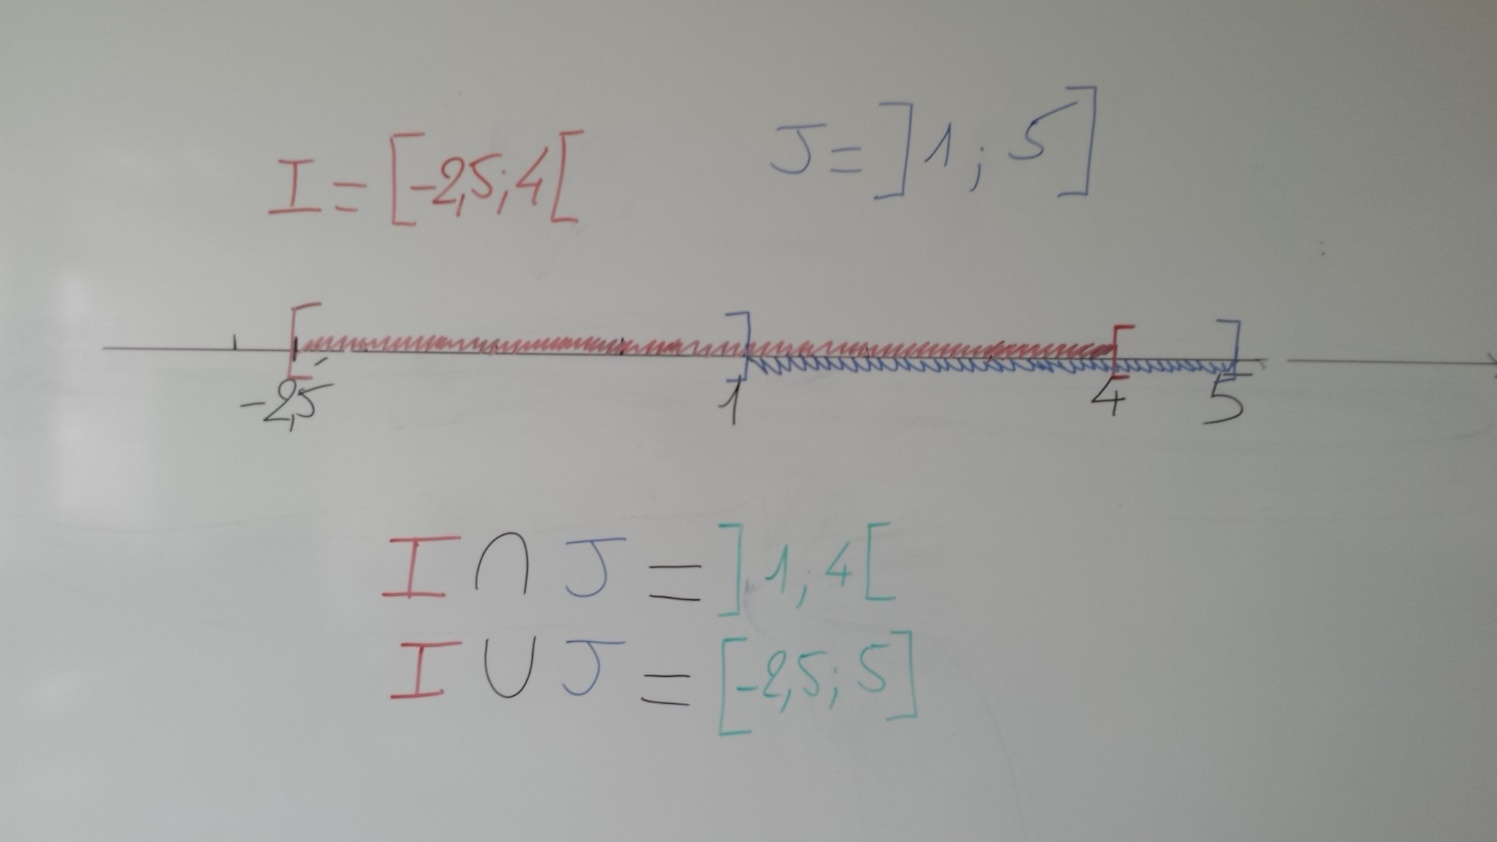 I = [-2,5; 4[ J = ]1 ; 5]
-2,5 1 4 5
I ∩ J = ]1; 4[
I ∪ J = [-2,5; 5]